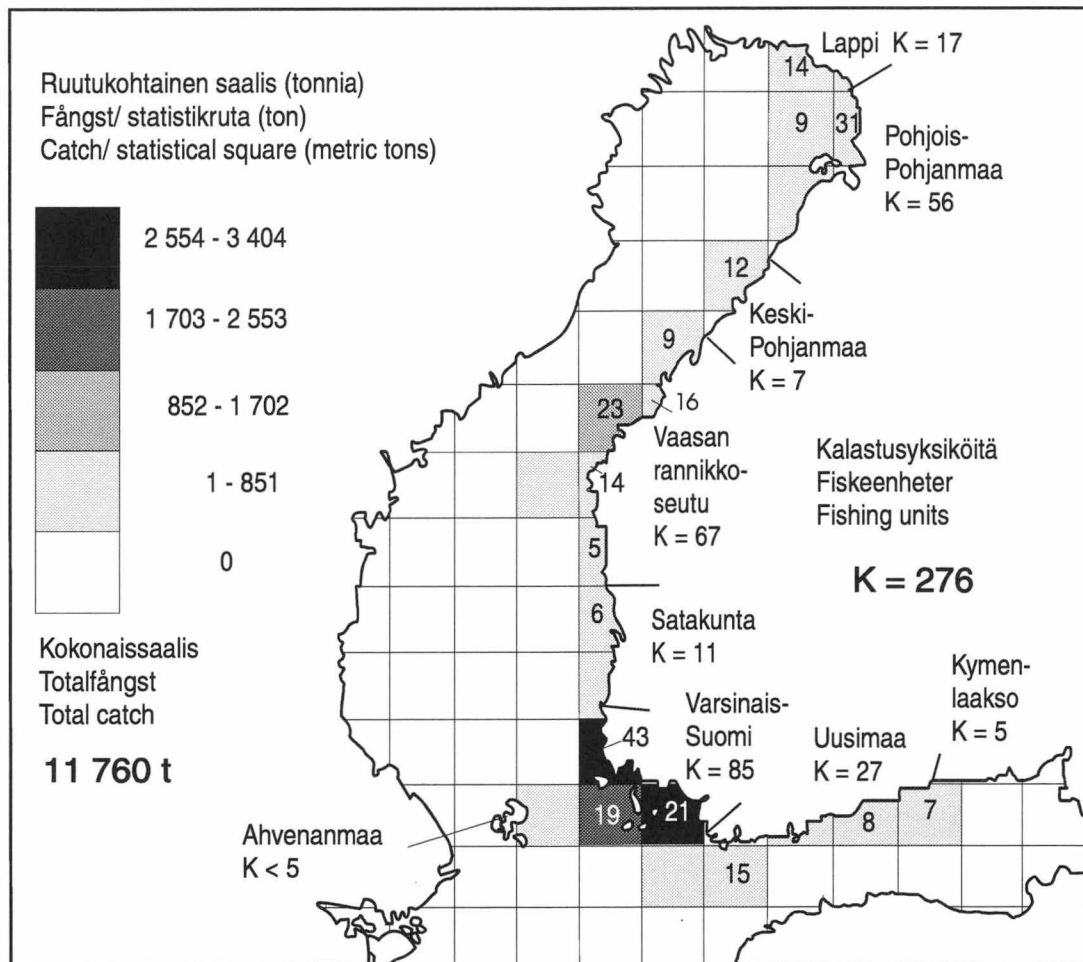 Ruutukohtainen saalis (tonnia)
Fångst/ statistikruta (ton)
Catch/ statistical square (metric tons)
2 554 - 3 404
1 703 - 2 553
852 - 1 702
1 - 851
0
Kokonaissaalis
Totalfångst
Total catch
11 760 t
Lappi K = 17
14
9
31
Pohjois-
Pohjanmaa
K = 56
12
Keski-
Pohjanmaa
K = 7
9
23
16
Vaasan
rannikko-
seutu
K = 67
14
5
6
Kalastusyksiköitä
Fiskeenheter
Fishing units
K = 276
Satakunta
K = 11
43
Varsinais-
Suomi
K = 85
Uusimaa
K = 27
Kymen-
laakso
K = 5
19
21
8
7
15
Ahvenanmaa
K < 5